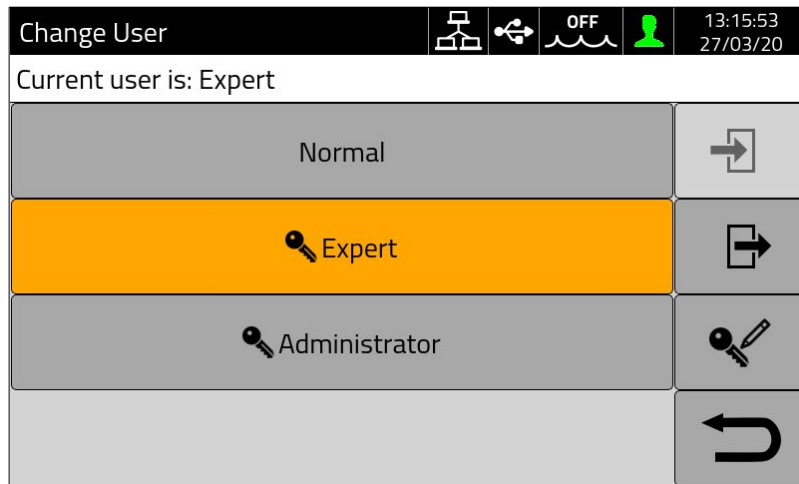 Change User
OFF
13:15:53
27/03/20
Current user is: Expert
Normal
Expert
Administrator